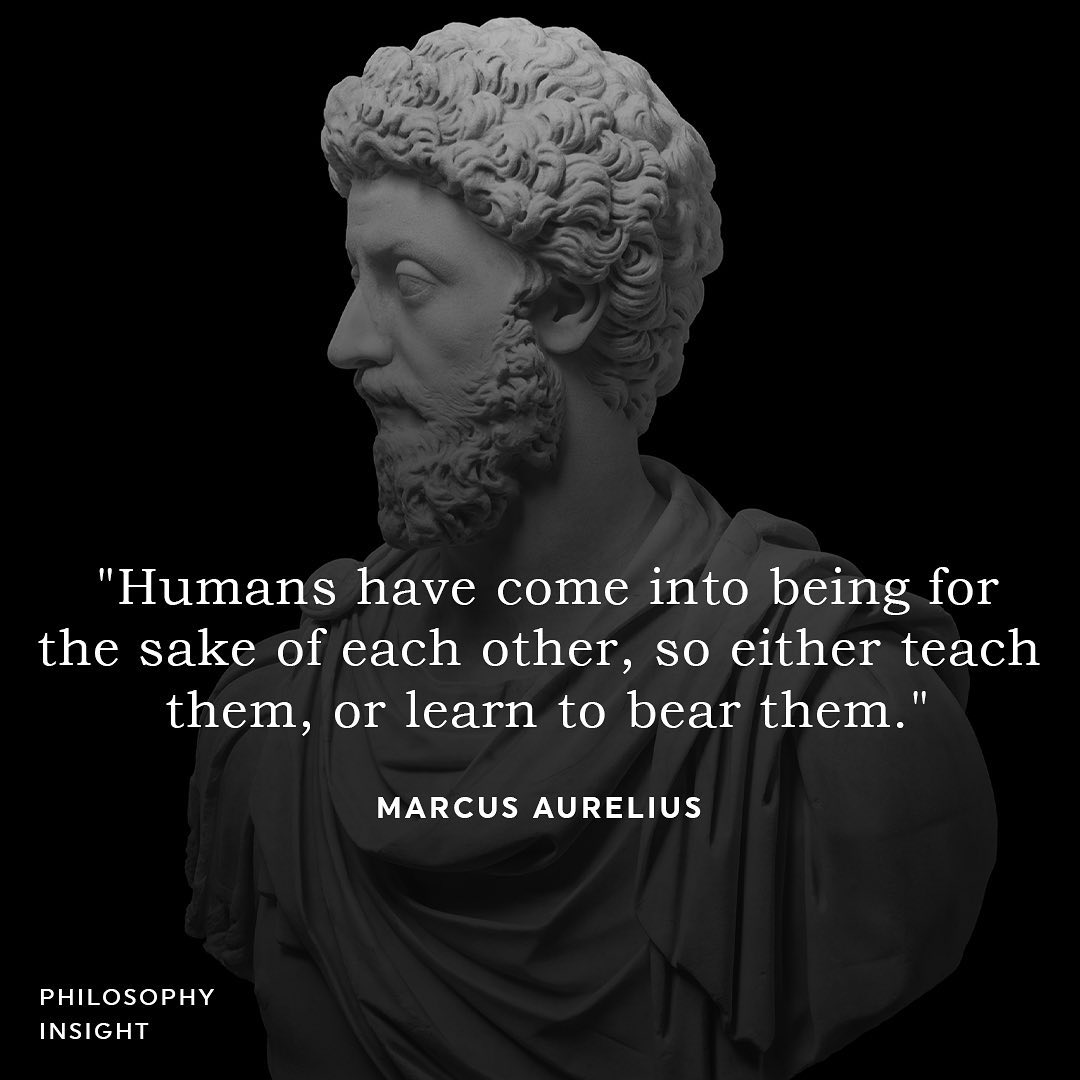 "Humans have come into being for
the sake of each other, so either teach
them, or learn to bear them."
MARCUS AURELIUS
PHILOSOPHY
INSIGHT